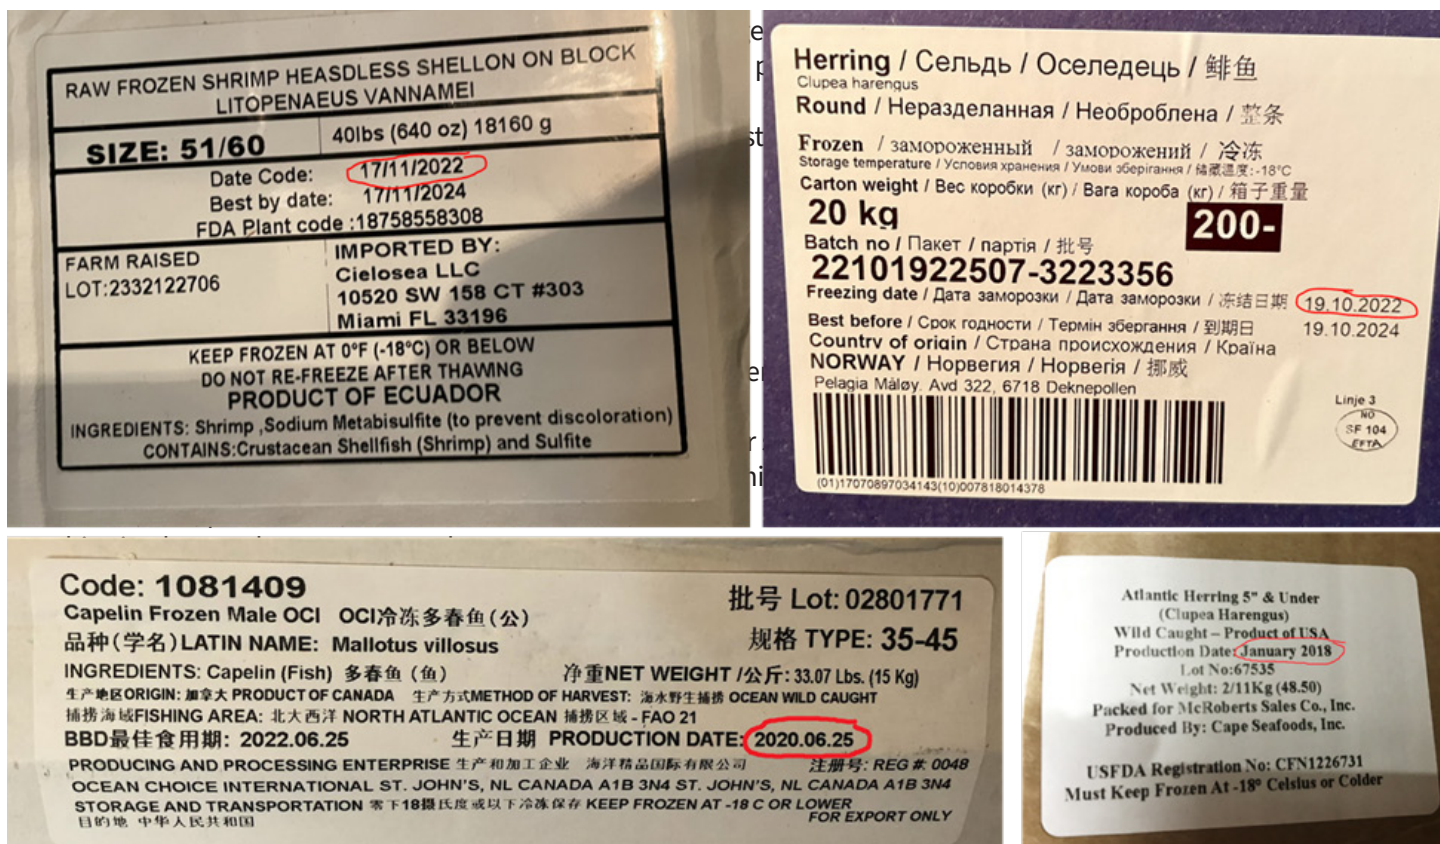 RAW FROZEN SHRIMP HEASDLESS SHELLON ON BLOCK
LITOPENAEUS VANNAMEI
SIZE: 51/60
40lbs (640 oz) 18160 g
Date Code: 17/11/2022
Best by date: 17/11/2024
FDA Plant code :18758558308
FARM RAISED
LOT:2332122706
IMPORTED BY:
Cielosea LLC
10520 SW 158 CT #303
Miami FL 33196
KEEP FROZEN AT 0°F (-18°C) OR BELOW
DO NOT RE-FREEZE AFTER THAWING
PRODUCT OF ECUADOR
INGREDIENTS: Shrimp ,Sodium Metabisulfite (to prevent discoloration)
CONTAINS:Crustacean Shellfish (Shrimp) and Sulfite
Herring / Сельдь / Оселедець / 鲱鱼
Clupea harengus
Round / Неразделанная / Необроблена / 整条
Frozen / замороженный / заморожений / 冷冻
Storage temperature / Условия хранения / Умови зберігання / 储藏温度:-18°C
Carton weight / Вес коробки (кг) / Вага короба (кг) / 箱子重量
20 kg
200-
Batch no / Пакет / партія / 批号
22101922507-3223356
Freezing date / Дата заморозки / Дата заморозки / 冻结日期 19.10.2022
Best before / Срок годности / Термін збергання / 到期日 19.10.2024
Country of origin / Страна происхождения / Країна
NORWAY / Норвегия / Норвегія / 挪威
Pelagia Måløy. Avd 322, 6718 Deknepollen
Linje 3
NO
SF 104
EFTA
(01)17070897034143(10)007818014378
Code: 1081409
Capelin Frozen Male OCI OCI冷冻多春鱼(公)
批号 Lot: 02801771
品种(学名)LATIN NAME: Mallotus villosus
规格 TYPE: 35-45
INGREDIENTS: Capelin (Fish) 多春鱼 (鱼) 净重NET WEIGHT /公斤: 33.07 Lbs. (15 Kg)
生产地区ORIGIN: 加拿大 PRODUCT OF CANADA 生产方式METHOD OF HARVEST: 海水野生捕捞 OCEAN WILD CAUGHT
捕捞海域FISHING AREA: 北大西洋 NORTH ATLANTIC OCEAN 捕捞区域 - FAO 21
BBD最佳食用期: 2022.06.25 生产日期 PRODUCTION DATE: 2020.06.25
PRODUCING AND PROCESSING ENTERPRISE 生产和加工企业 海洋精品国际有限公司 注册号: REG #: 0048
OCEAN CHOICE INTERNATIONAL ST. JOHN'S, NL CANADA A1B 3N4 ST. JOHN'S, NL CANADA A1B 3N4
STORAGE AND TRANSPORTATION 零下18摄氏度或以下冷冻保存 KEEP FROZEN AT -18 C OR LOWER
目的地 中华人民共和国 FOR EXPORT ONLY
Atlantic Herring 5" & Under
(Clupea Harengus)
Wild Caught – Product of USA
Production Date: January 2018
Lot No:67535
Net Weight: 2/11Kg (48.50)
Packed for McRoberts Sales Co., Inc.
Produced By: Cape Seafoods, Inc.
USFDA Registration No: CFN1226731
Must Keep Frozen At -18° Celsius or Colder